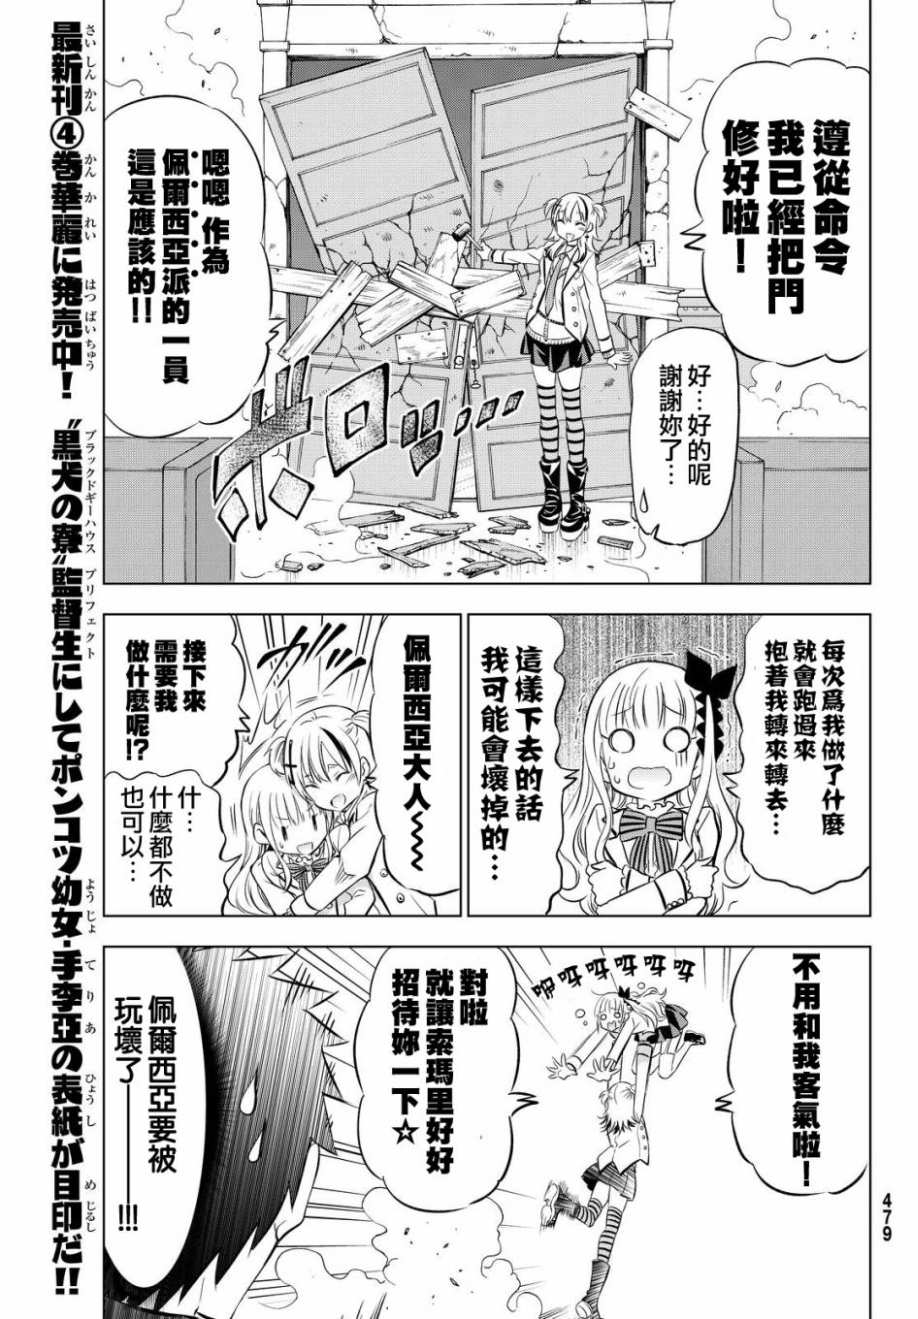 遵從命令
我已經把門
修好啦！
嗯嗯 作為
佩爾西亞派的一員
這是應該的!!
好…好的呢
謝謝妳了…
ボロッ…
每次爲我做了什麼
就會跑過來
抱著我轉來轉去…
這樣下去的話
我可能會壞掉的…
佩爾西亞大人～～～
接下來
需要我
做什麼呢!?
什…
什麼都不做
也可以…
不用和我客氣啦！
呀呀呀呀呀呀
對啦
就讓索瑪里好好
招待妳一下☆
佩爾西亞要被
玩壞了——!!!
最新刊④巻華麗に発売中！
さいしんかん
かん
かれい
はつばいちゅう
〝黒犬の寮〟監督生にしてポンコツ幼女・手李亞の表紙が目印だ!!
ブラックドギーハウス
プリフェクト
ようじょ
てりあ
ひょうし
めじるし
479